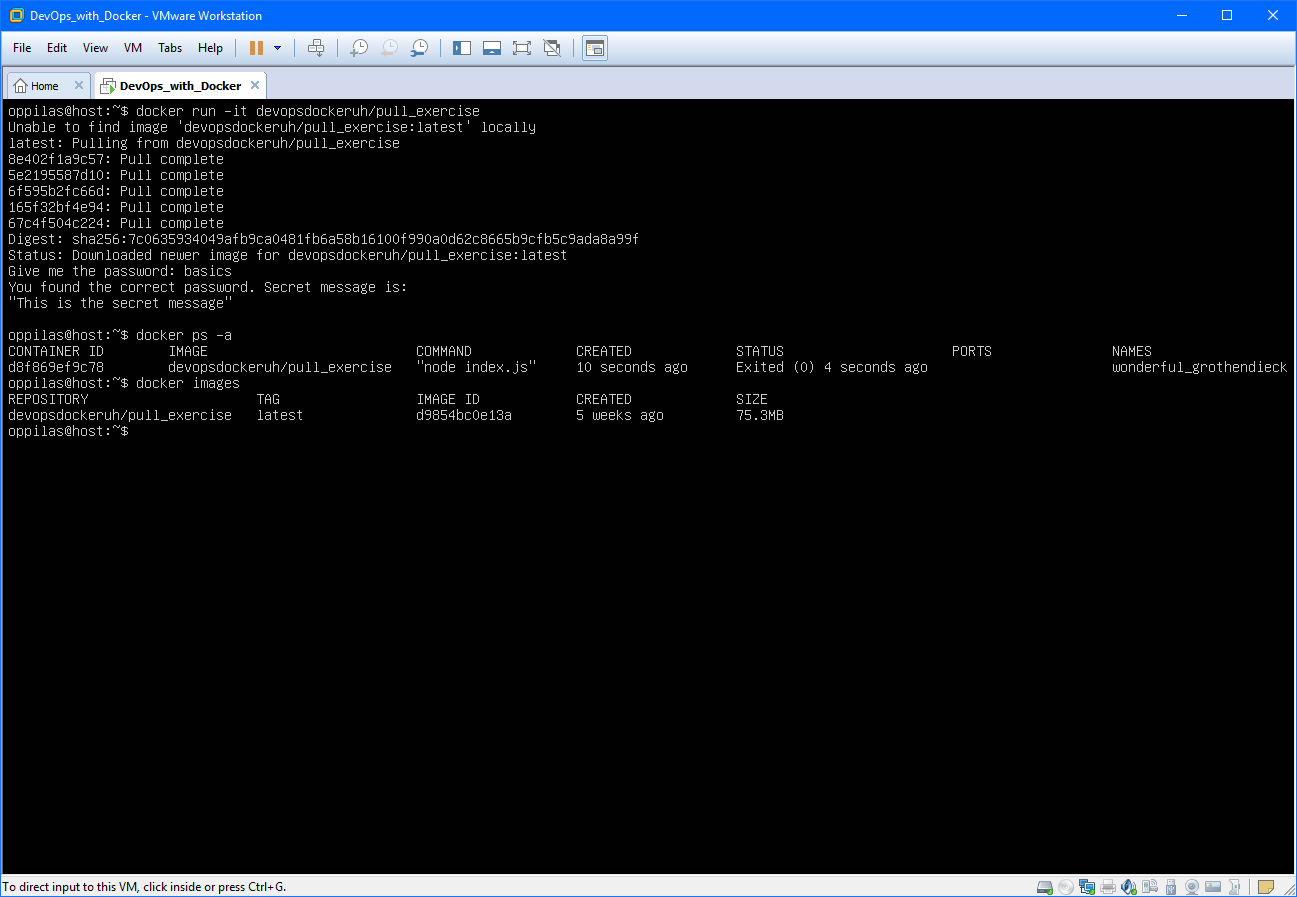 DevOps_with_Docker - VMware Workstation
File Edit View VM Tabs Help
Home DevOps_with_Docker
oppilas@host:~$ docker run -it devopsdockeruh/pull_exercise
Unable to find image 'devopsdockeruh/pull_exercise:latest' locally
latest: Pulling from devopsdockeruh/pull_exercise
8e402f1a9c57: Pull complete
5e2195587d10: Pull complete
6f595b2fc66d: Pull complete
165f32bf4e94: Pull complete
67c4f504c224: Pull complete
Digest: sha256:7c0635934049afb9ca0481fb6a58b16100f990a0d62c8665b9cfb5c9ada8a99f
Status: Downloaded newer image for devopsdockeruh/pull_exercise:latest
Give me the password: basics
You found the correct password. Secret message is:
"This is the secret message"
oppilas@host:~$ docker ps -a
CONTAINER ID IMAGE COMMAND CREATED STATUS PORTS NAMES
d8f869ef9c78 devopsdockeruh/pull_exercise "node index.js" 10 seconds ago Exited (0) 4 seconds ago wonderful_grothendieck
oppilas@host:~$ docker images
REPOSITORY TAG IMAGE ID CREATED SIZE
devopsdockeruh/pull_exercise latest d9854bc0e13a 5 weeks ago 75.3MB
oppilas@host:~$
To direct input to this VM, click inside or press Ctrl+G.